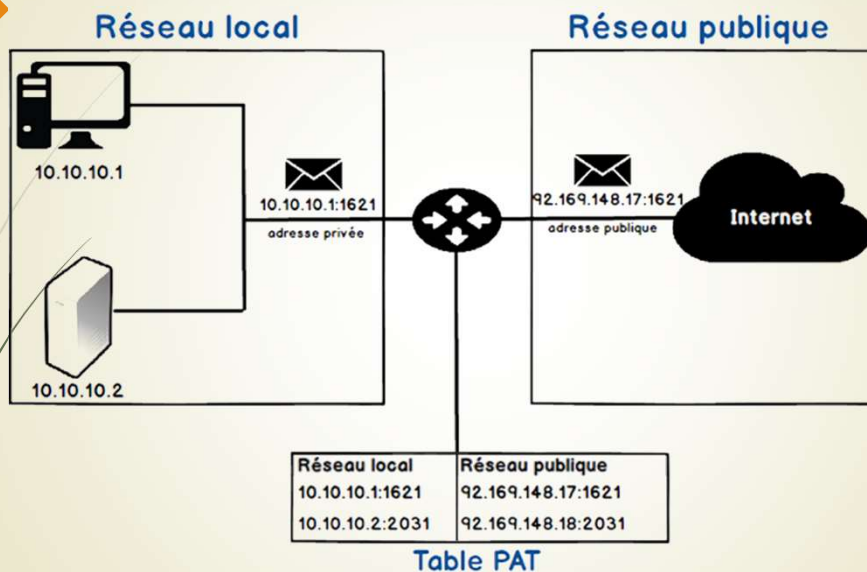 Réseau local
Réseau publique
10.10.10.1
10.10.10.1:1621
adresse privée
92.169.148.17:1621
adresse publique
Internet
10.10.10.2
Réseau local Réseau publique
10.10.10.1:1621 92.169.148.17:1621
10.10.10.2:2031 92.169.148.18:2031
Table PAT